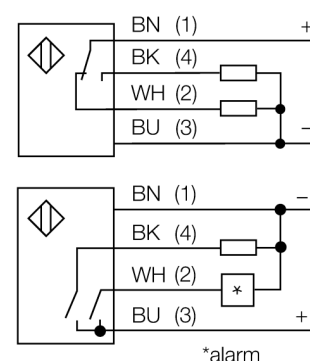 BN (1) +
BK (4)
WH (2)
BU (3) −
BN (1) −
BK (4)
WH (2)
*
BU (3) +
*alarm